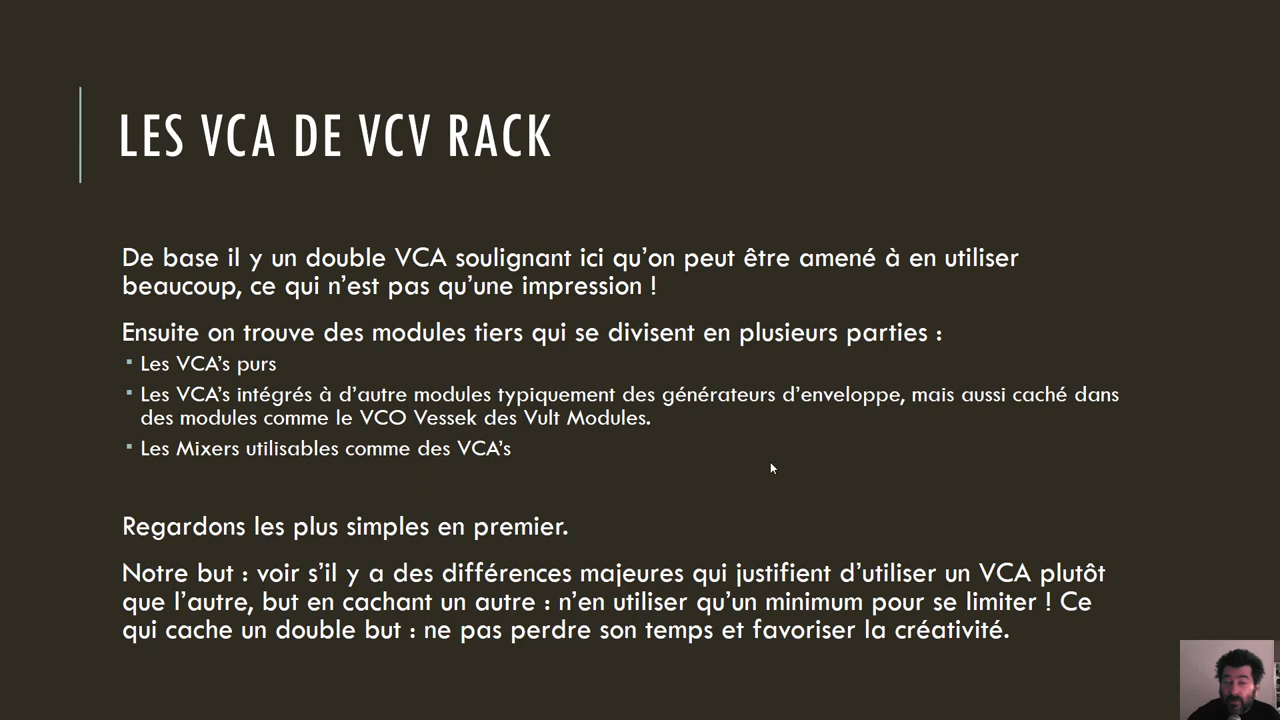 LES VCA DE VCV RACK
De base il y un double VCA soulignant ici qu’on peut être amené à en utiliser
beaucoup, ce qui n’est pas qu’une impression !
Ensuite on trouve des modules tiers qui se divisent en plusieurs parties :
▪ Les VCA’s purs
▪ Les VCA’s intégrés à d’autre modules typiquement des générateurs d’enveloppe, mais aussi caché dans
des modules comme le VCO Vessek des Vult Modules.
▪ Les Mixers utilisables comme des VCA’s
Regardons les plus simples en premier.
Notre but : voir s’il y a des différences majeures qui justifient d’utiliser un VCA plutôt
que l’autre, but en cachant un autre : n’en utiliser qu’un minimum pour se limiter ! Ce
qui cache un double but : ne pas perdre son temps et favoriser la créativité.